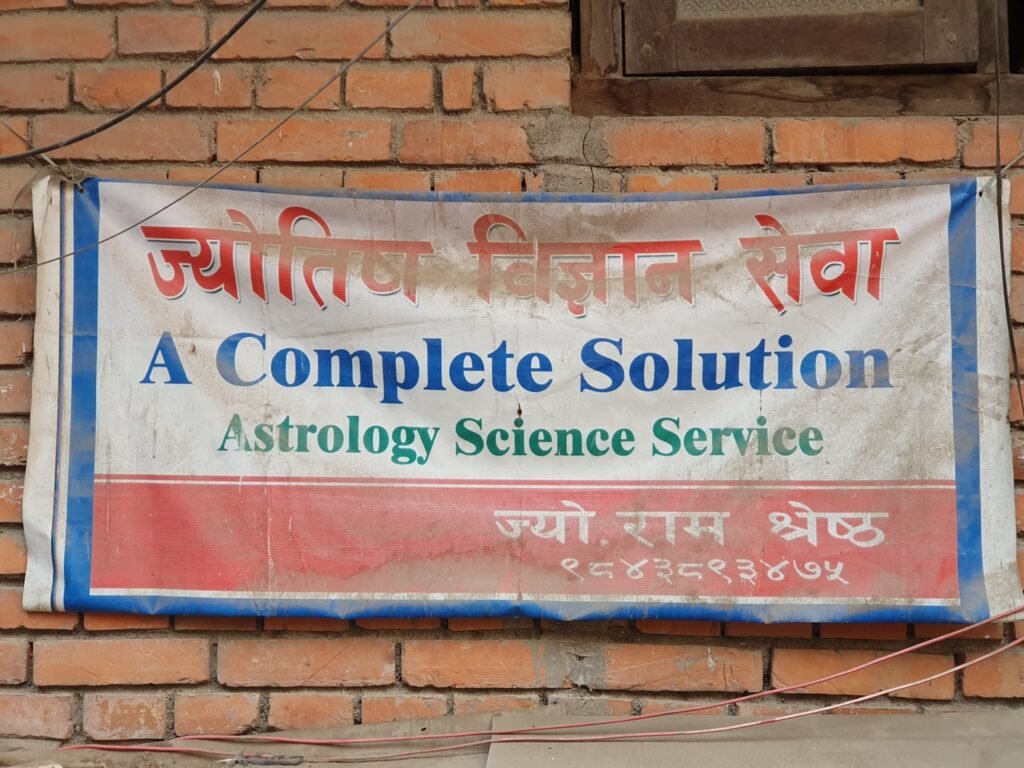 ज्योतिष विज्ञान सेवा
A Complete Solution
Astrology Science Service
ज्यो. राम श्रेष्ठ
९८४३८९३४७५